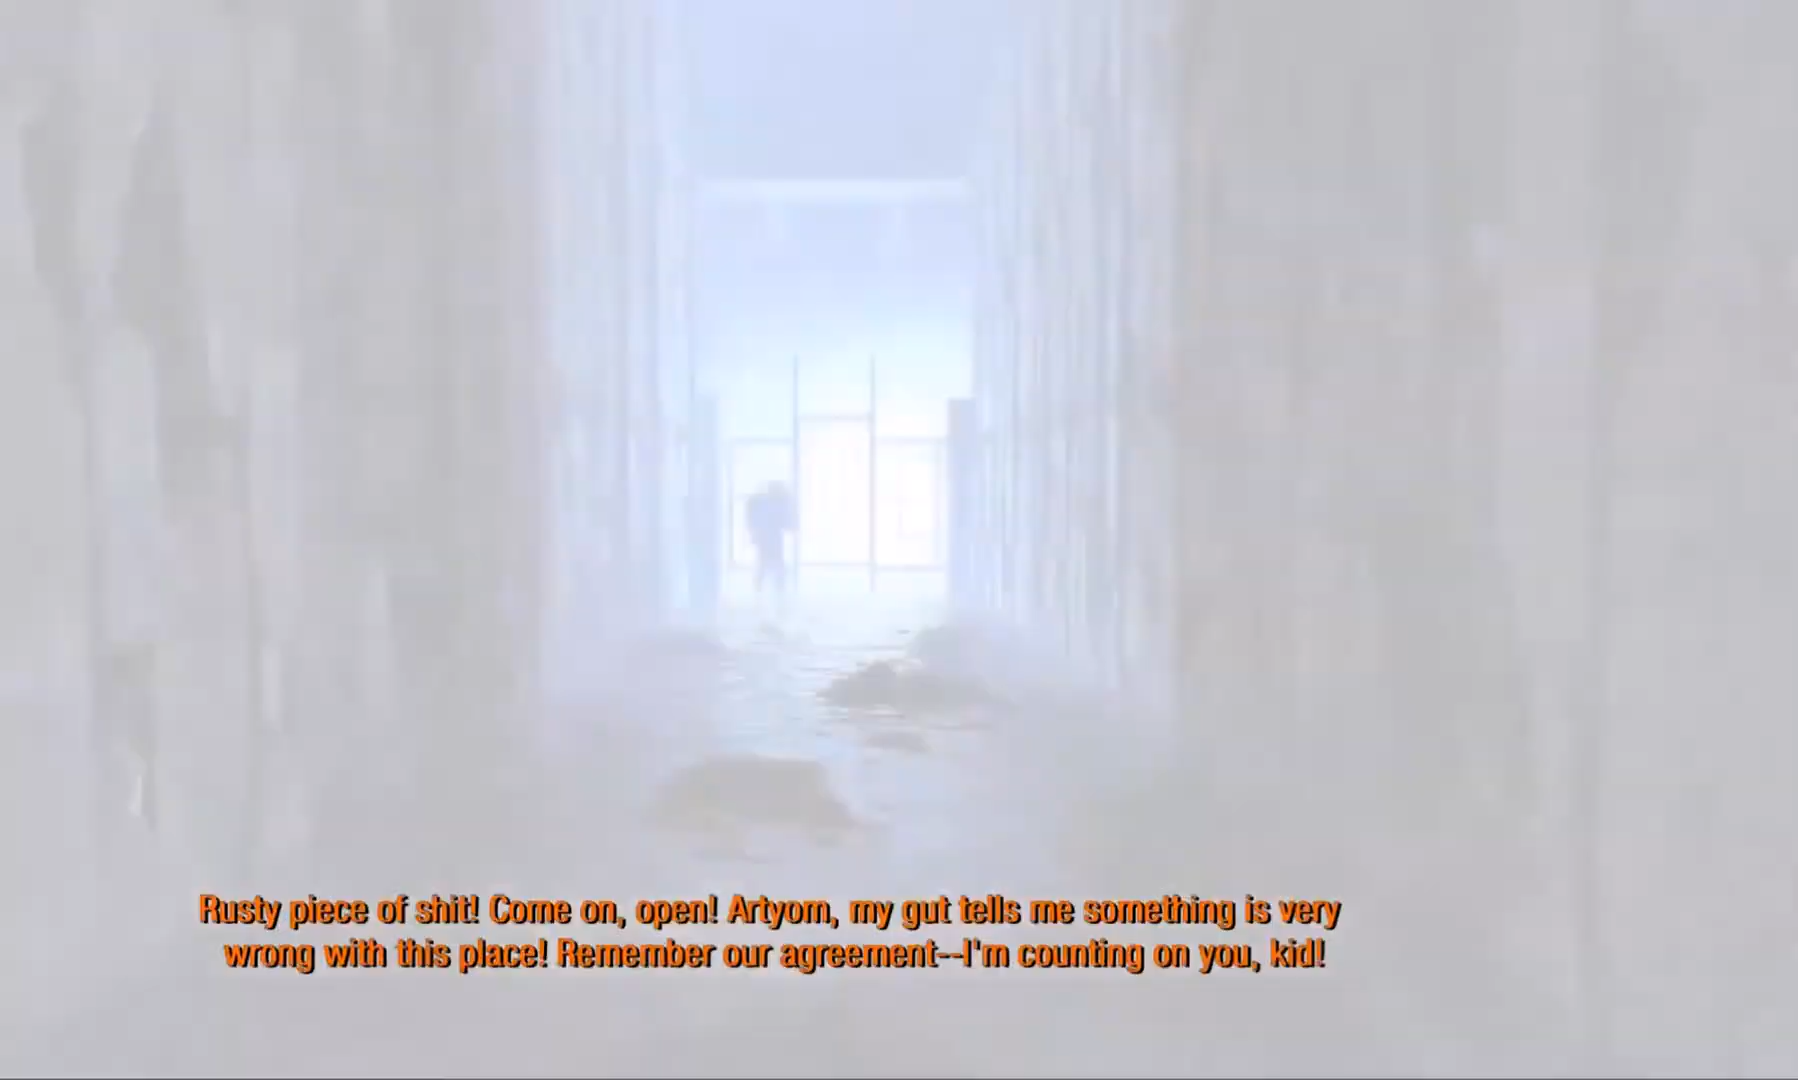 Rusty piece of shit! Come on, open! Artyom, my gut tells me something is very
wrong with this place! Remember our agreement--I'm counting on you, kid!